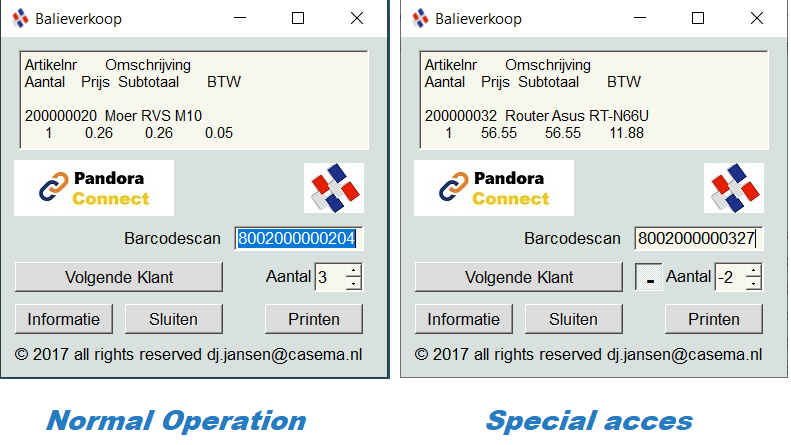 Balieverkoop
Artikelnr Omschrijving
Aantal Prijs Subtotaal BTW
200000020 Moer RVS M10
1 0.26 0.26 0.05
Pandora
Connect
Barcodescan 8002000000204
Volgende Klant Aantal 3
Informatie Sluiten Printen
© 2017 all rights reserved dj.jansen@casema.nl
Normal Operation
Balieverkoop
Artikelnr Omschrijving
Aantal Prijs Subtotaal BTW
200000032 Router Asus RT-N66U
1 56.55 56.55 11.88
Pandora
Connect
Barcodescan 8002000000327
Volgende Klant - Aantal -2
Informatie Sluiten Printen
© 2017 all rights reserved dj.jansen@casema.nl
Special acces